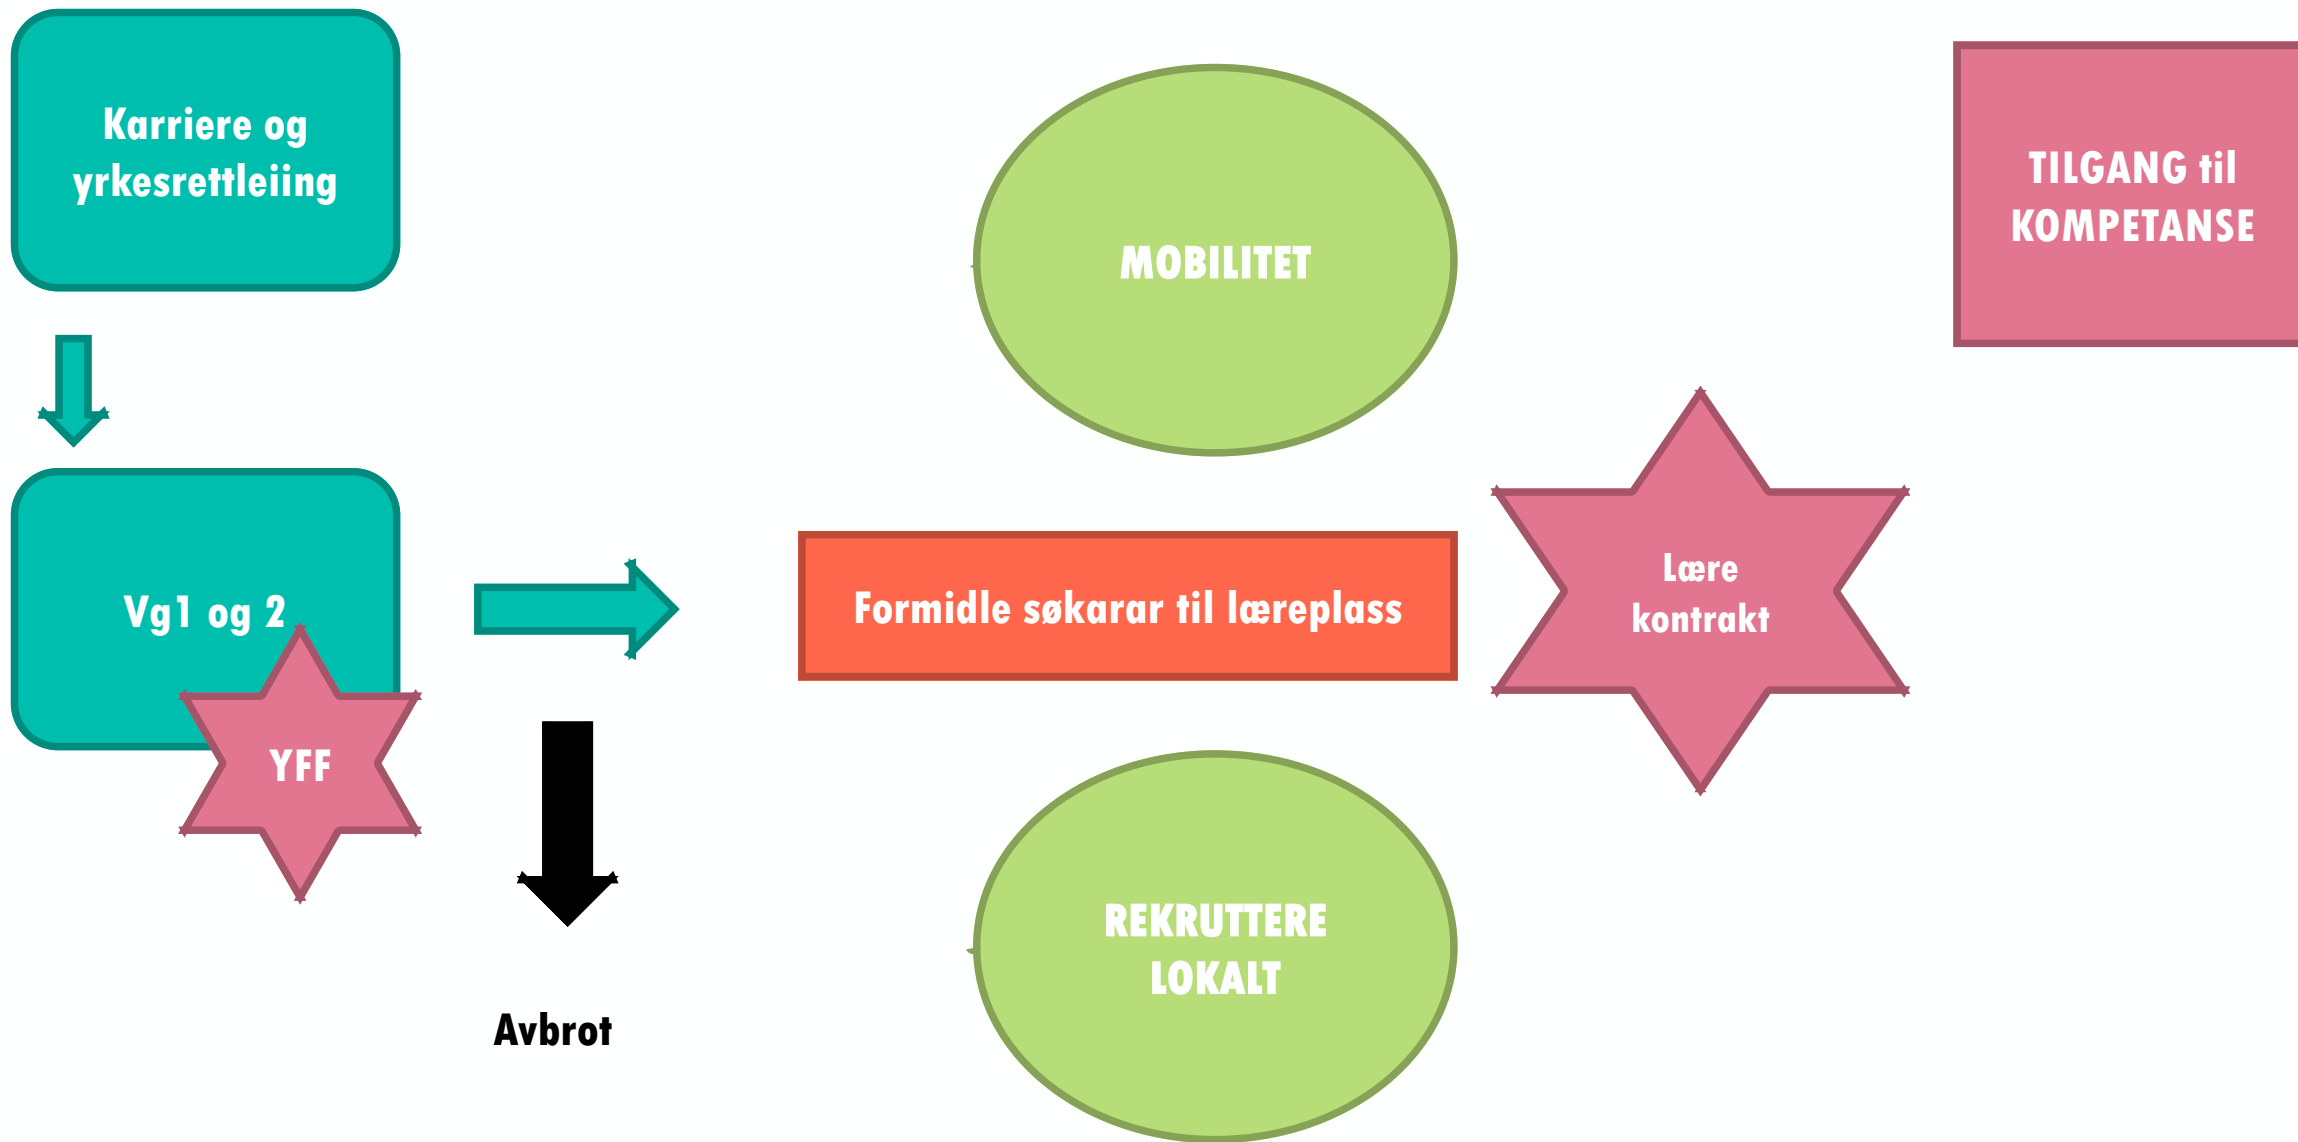 Karriere og
yrkesrettleiing
MOBILITET
TILGANG til
KOMPETANSE
Vg1 og 2
YFF
Formidle søkarar til læreplass
Lære
kontrakt
Avbrot
REKRUTTERE
LOKALT